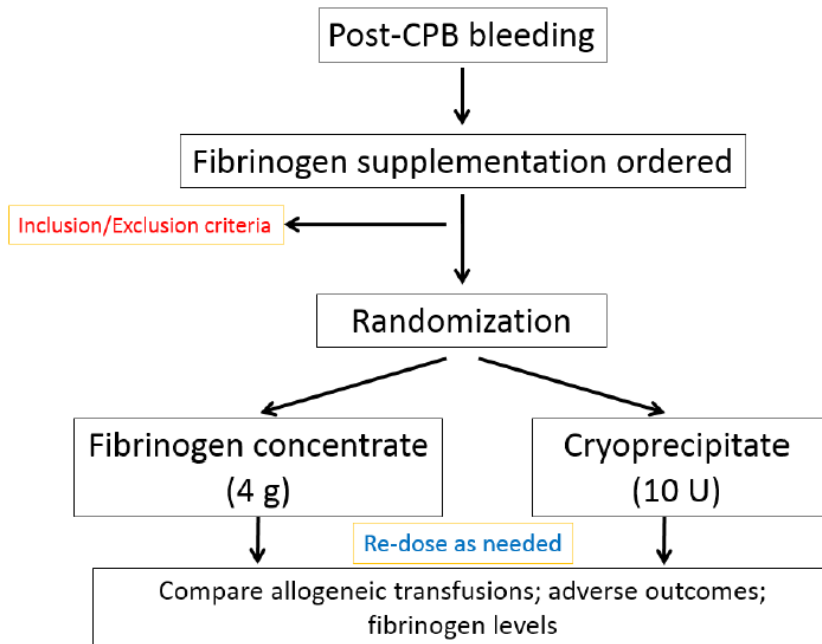 Post-CPB bleeding
Fibrinogen supplementation ordered
Inclusion/Exclusion criteria
Randomization
Fibrinogen concentrate
(4 g)
Cryoprecipitate
(10 U)
Re-dose as needed
Compare allogeneic transfusions; adverse outcomes;
fibrinogen levels